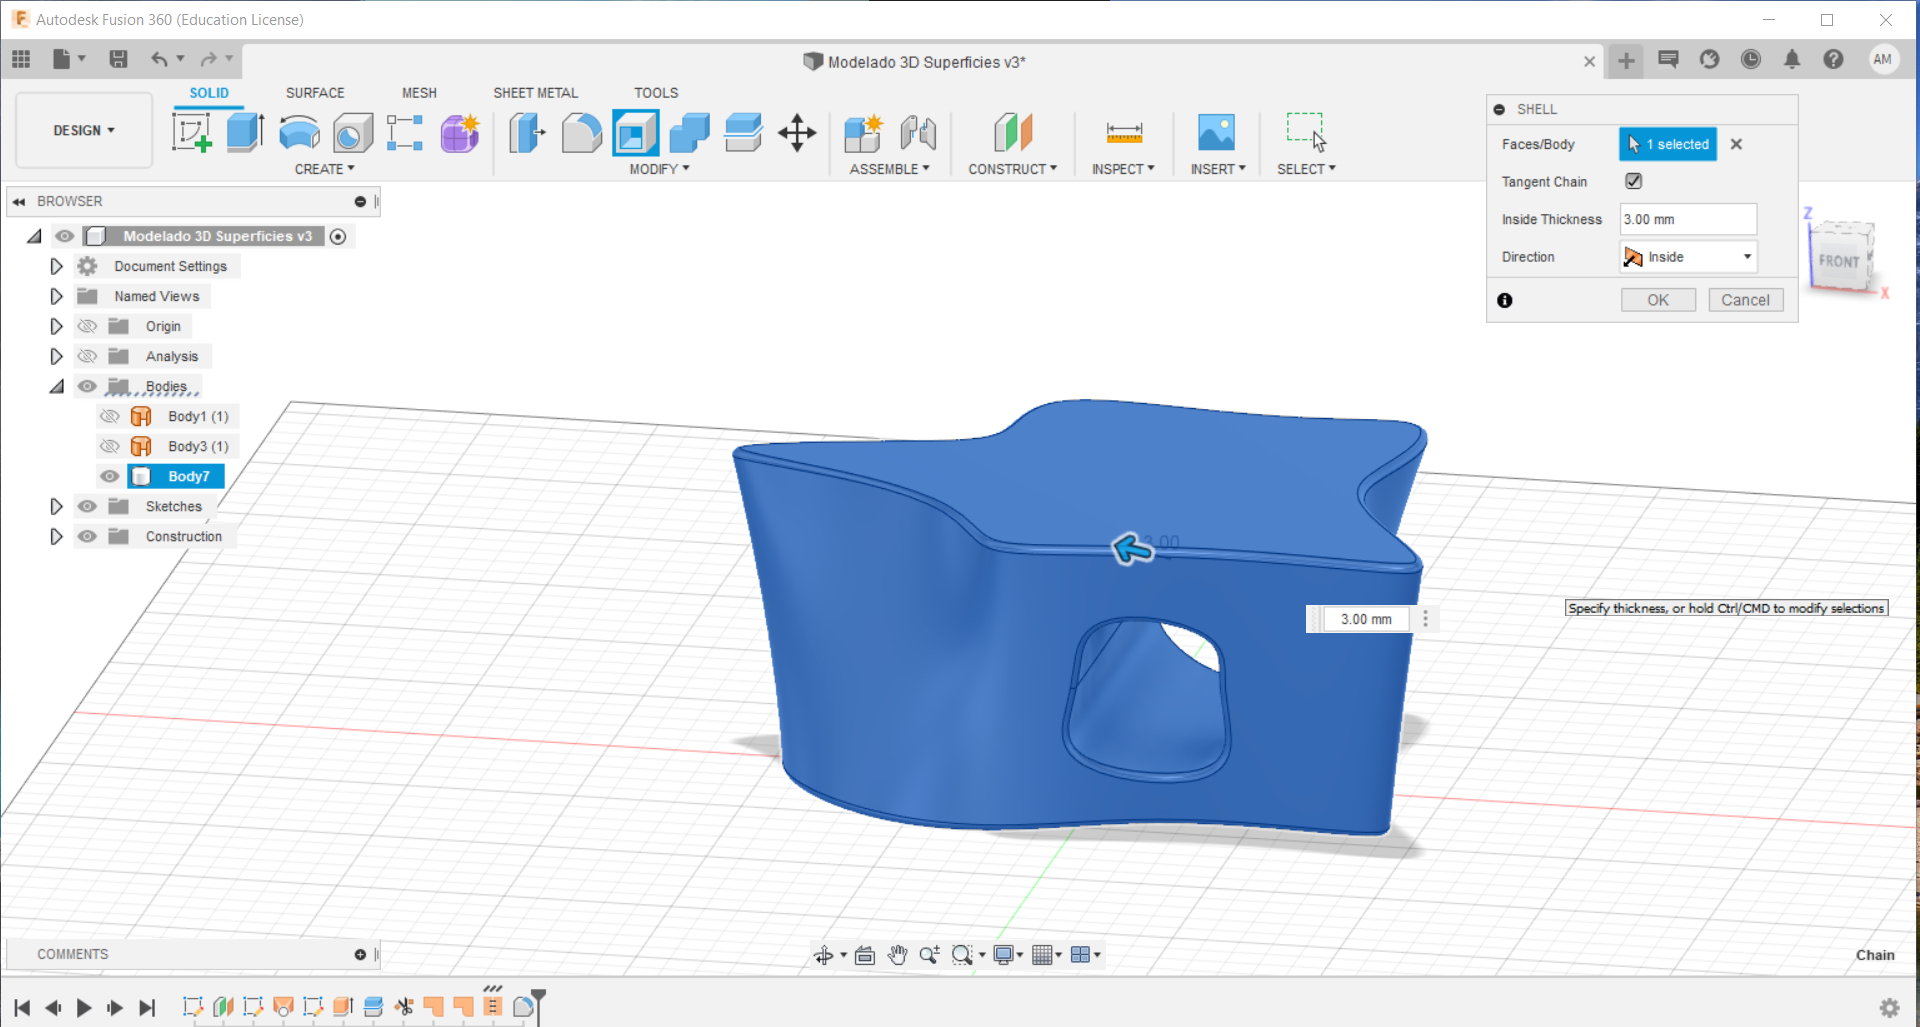 Autodesk Fusion 360 (Education License)
Modelado 3D Superficies v3*
AM
SOLID SURFACE MESH SHEET METAL TOOLS
DESIGN
CREATE MODIFY ASSEMBLE CONSTRUCT INSPECT INSERT SELECT
SHELL
Faces/Body 1 selected
Tangent Chain
Inside Thickness 3.00 mm
Direction Inside
OK Cancel
Z
FRONT
X
BROWSER
Modelado 3D Superficies v3
Document Settings
Named Views
Origin
Analysis
Bodies
Body1 (1)
Body3 (1)
Body7
Sketches
Construction
3.00
3.00 mm
Specify thickness, or hold Ctrl/CMD to modify selections
COMMENTS
Chain